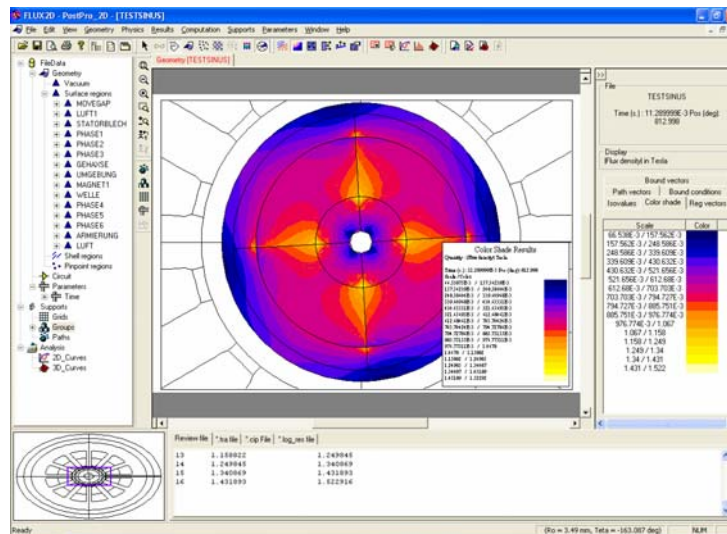 FLUX2D - PostPro_2D - [TESTSINUS]
File Edit View Geometry Physics Results Computation Supports Parameters Window Help
Geometry [TESTSINUS]
FileData
Geometry
Vacuum
Surface regions
MOVEGAP
LUFT1
STATORBLECH
PHASE1
PHASE2
PHASE3
GEHAXSE
UMGEBUNG
MAGNET1
WELLE
PHASE4
PHASE5
PHASE6
ARMIERUNG
LUFT
Shell regions
Pinpoint regions
Circuit
Parameters
Time
Supports
Grids
Groups
Paths
Analysis
2D_Curves
3D_Curves
Color Shade Results
Quantity : |Flux density| Tesla
Scale / Color
File
TESTSINUS
Time (s.) : 11.289999E-3 Pos (deg):
812.998
Display
|Flux density| in Tesla
Bound vectors
Path vectors Bound conditions
Isovalues Color shade Reg vectors
Scale Color
66.538E-3 / 157.562E-3
157.562E-3 / 248.586E-3
248.586E-3 / 339.609E-3
339.609E-3 / 430.632E-3
430.632E-3 / 521.656E-3
521.656E-3 / 612.68E-3
612.68E-3 / 703.703E-3
703.703E-3 / 794.727E-3
794.727E-3 / 885.751E-3
885.751E-3 / 976.774E-3
976.774E-3 / 1.067
1.067 / 1.158
1.158 / 1.249
1.249 / 1.34
1.34 / 1.431
1.431 / 1.522
Review file *.tra file *.cip File *.log_res file
13 1.158822 1.249845
14 1.249845 1.340869
15 1.340869 1.431893
16 1.431893 1.522916
Ready
(Ro = 3.49 mm, Teta = -163.087 deg) NUM